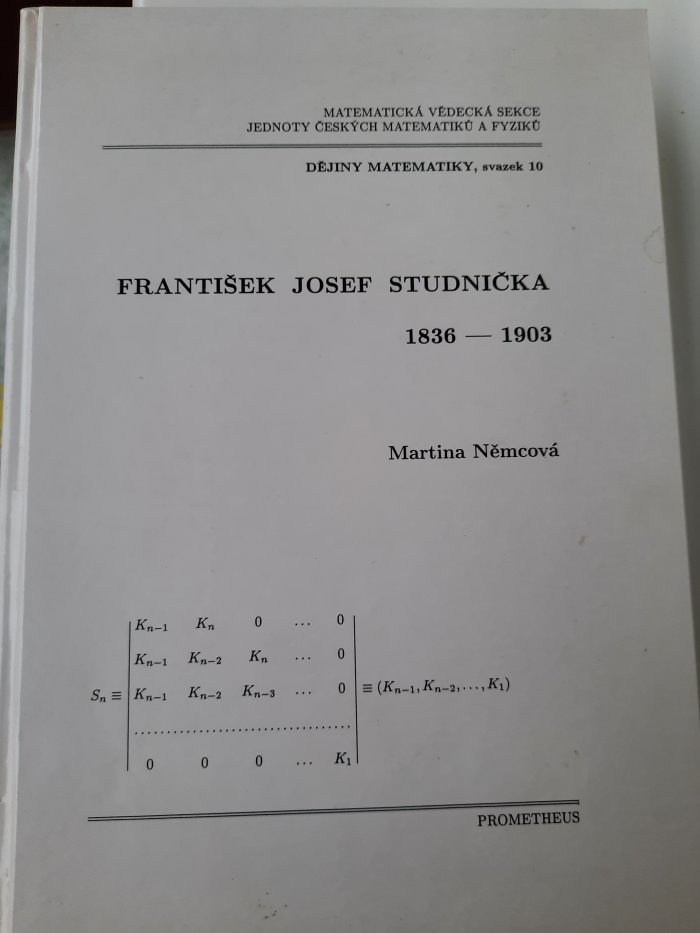 MATEMATICKÁ VĚDECKÁ SEKCE
JEDNOTY ČESKÝCH MATEMATIKŮ A FYZIKŮ
DĚJINY MATEMATIKY, svazek 10
FRANTIŠEK JOSEF STUDNIČKA
1836 — 1903
Martina Němcová
K_{n−1} K_n 0 ... 0
K_{n−1} K_{n−2} K_n ... 0
S_n ≡ K_{n−1} K_{n−2} K_{n−3} ... 0 ≡ (K_{n−1}, K_{n−2}, ..., K_1)
........................................
0 0 0 ... K_1
PROMETHEUS